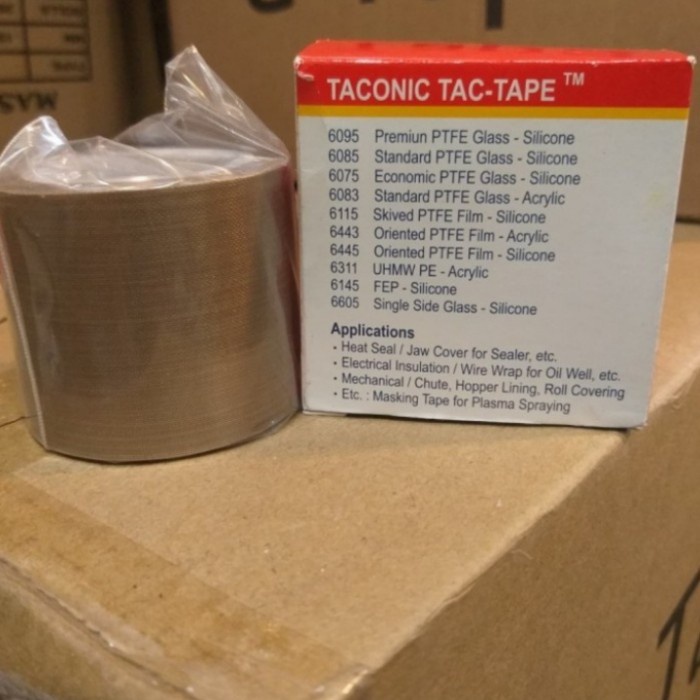 TACONIC TAC-TAPE ™
6095 Premiun PTFE Glass - Silicone
6085 Standard PTFE Glass - Silicone
6075 Economic PTFE Glass - Silicone
6083 Standard PTFE Glass - Acrylic
6115 Skived PTFE Film - Silicone
6443 Oriented PTFE Film - Acrylic
6445 Oriented PTFE Film - Silicone
6311 UHMW PE - Acrylic
6145 FEP - Silicone
6605 Single Side Glass - Silicone
Applications
· Heat Seal / Jaw Cover for Sealer, etc.
· Electrical Insulation / Wire Wrap for Oil Well, etc.
· Mechanical / Chute, Hopper Lining, Roll Covering
· Etc. : Masking Tape for Plasma Spraying